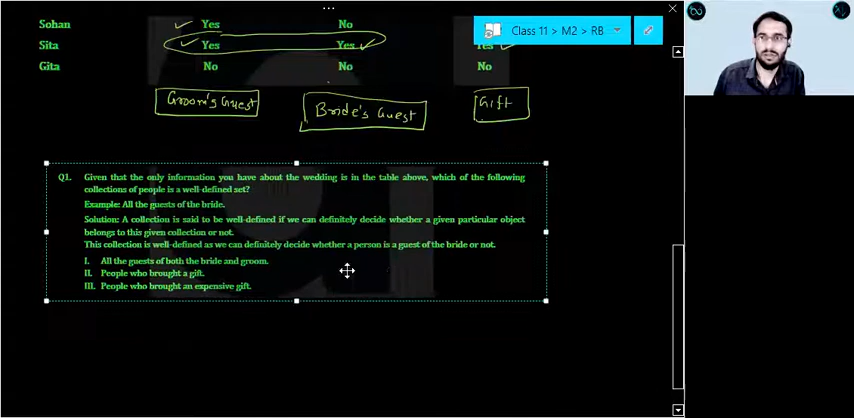 Sohan Yes No
Class 11 > M2 > RB
Sita Yes Yes Yes
Gita No No No
Groom's Guest Bride's Guest Gift
Q1. Given that the only information you have about the wedding is in the table above, which of the following
collections of people is a well-defined set?
Example: All the guests of the bride.
Solution: A collection is said to be well-defined if we can definitely decide whether a given particular object
belongs to this given collection or not.
This collection is well-defined as we can definitely decide whether a person is a guest of the bride or not.
I. All the guests of both the bride and groom.
II. People who brought a gift.
III. People who brought an expensive gift.